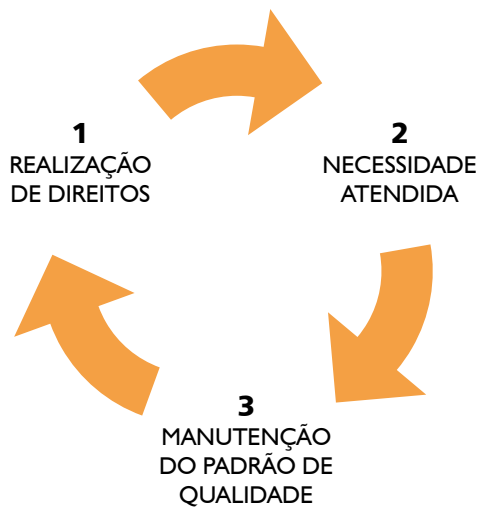 1
REALIZAÇÃO
DE DIREITOS
2
NECESSIDADE
ATENDIDA
3
MANUTENÇÃO
DO PADRÃO DE
QUALIDADE